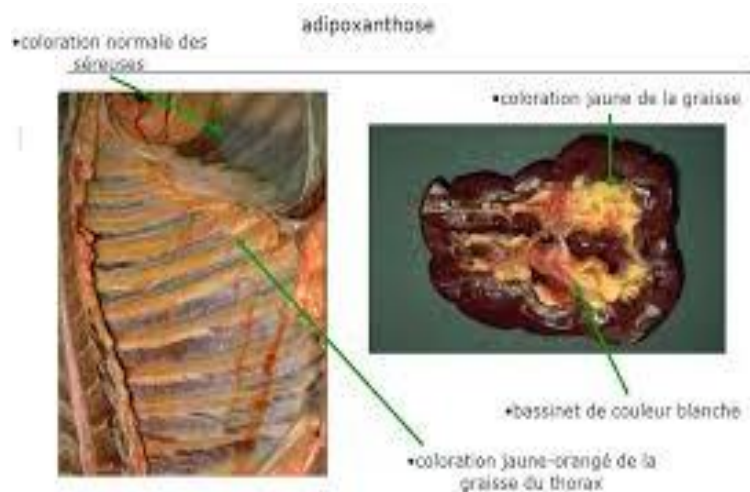 adipoxanthose
•coloration normale des
séreuses
•coloration jaune de la graisse
•bassinet de couleur blanche
•coloration jaune-orangé de la
graisse du thorax